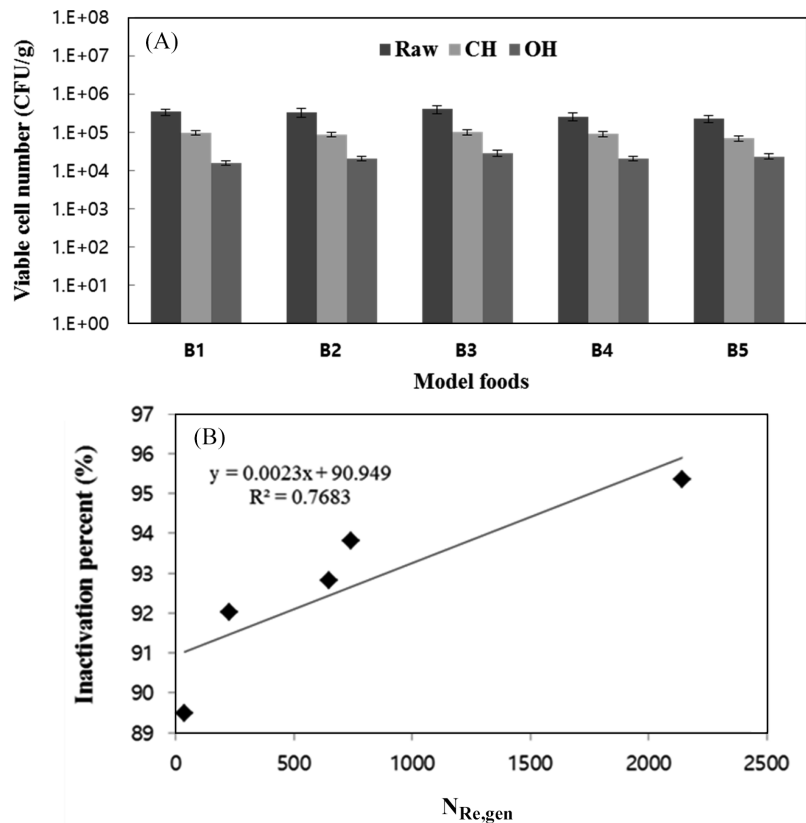 (A)
Raw CH OH
Viable cell number (CFU/g)
1.E+08
1.E+07
1.E+06
1.E+05
1.E+04
1.E+03
1.E+02
1.E+01
1.E+00
B1 B2 B3 B4 B5
Model foods
(B)
y = 0.0023x + 90.949
R² = 0.7683
Inactivation percent (%)
97
96
95
94
93
92
91
90
89
0 500 1000 1500 2000 2500
N_Re,gen